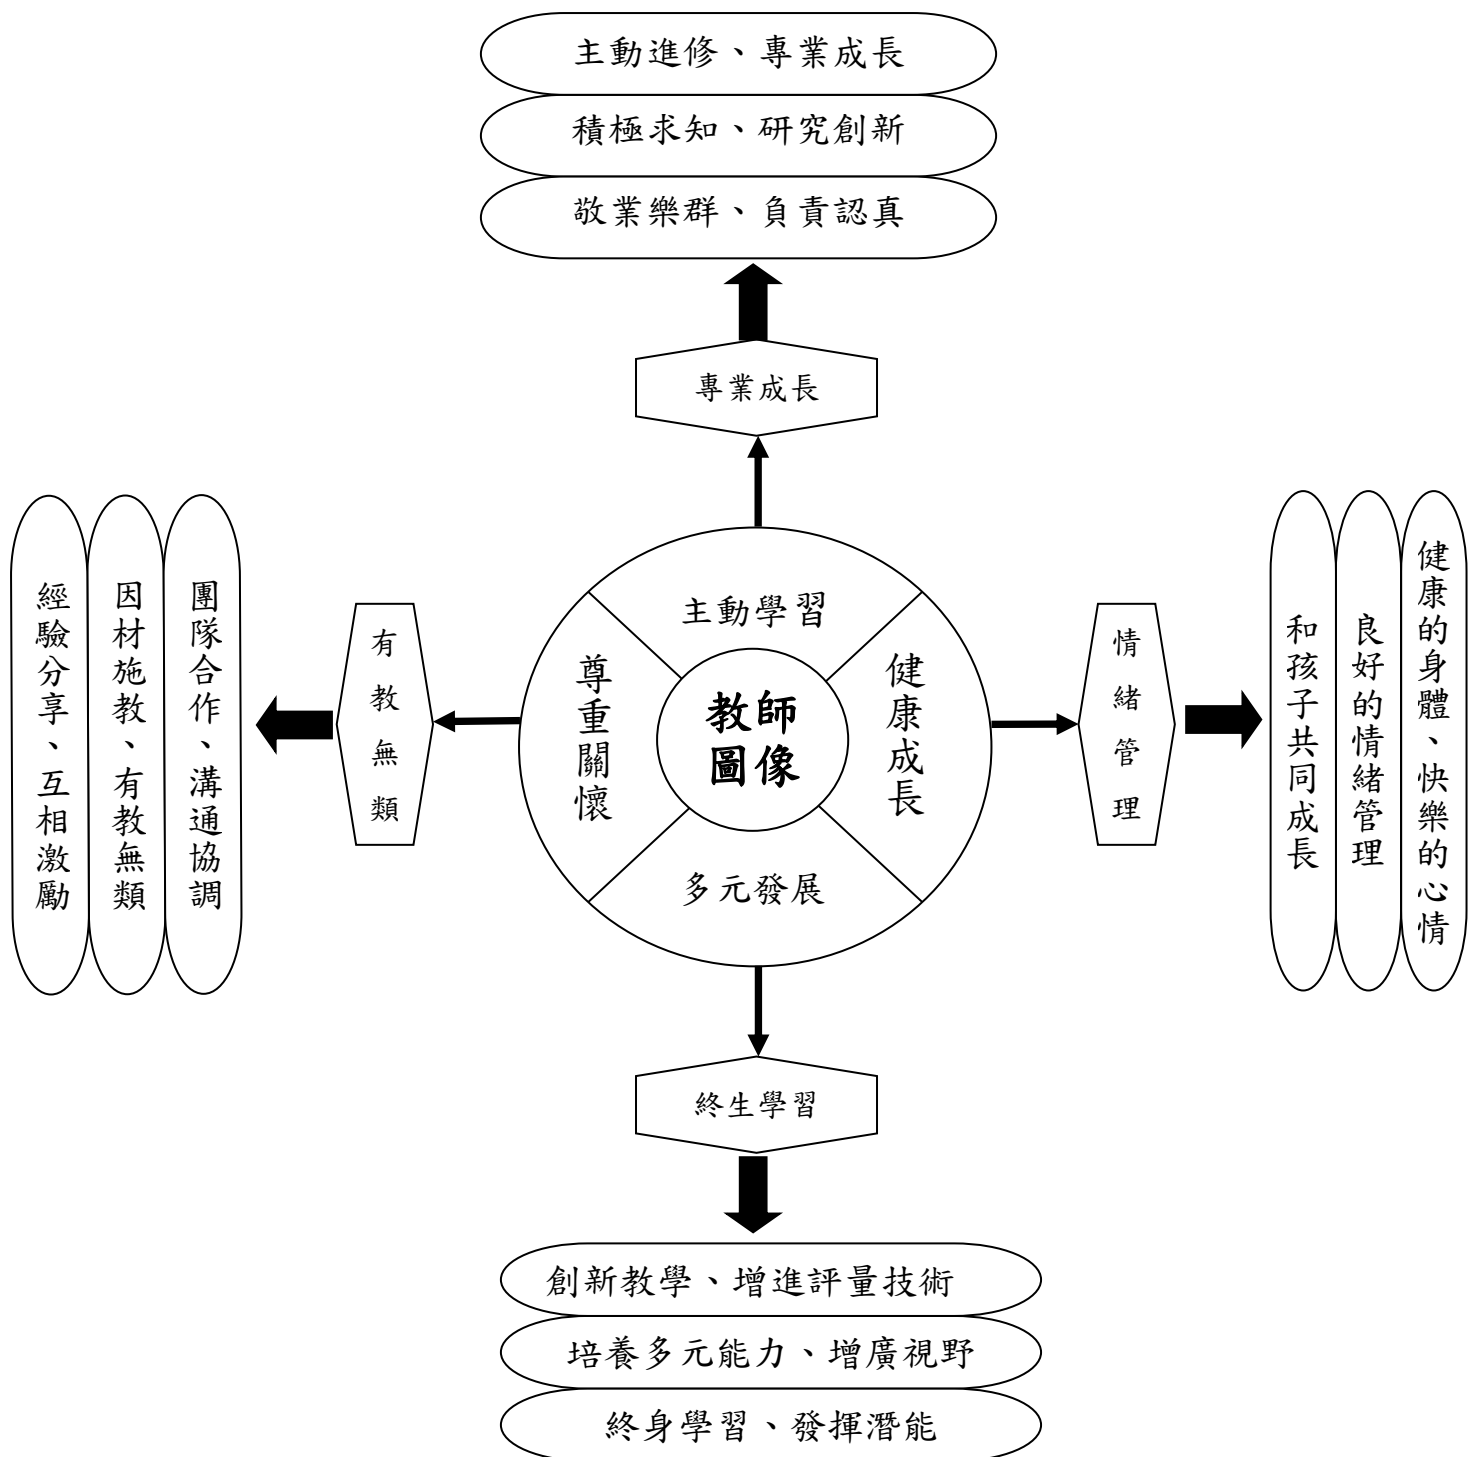 主動進修、專業成長
積極求知、研究創新
敬業樂群、負責認真
專業成長
經驗分享、互相激勵
因材施教、有教無類
團隊合作、溝通協調
有教無類
主動學習
尊重關懷
教師
圖像
健康成長
多元發展
情緒管理
和孩子共同成長
良好的情緒管理
健康的身體、快樂的心情
終生學習
創新教學、增進評量技術
培養多元能力、增廣視野
終身學習、發揮潛能